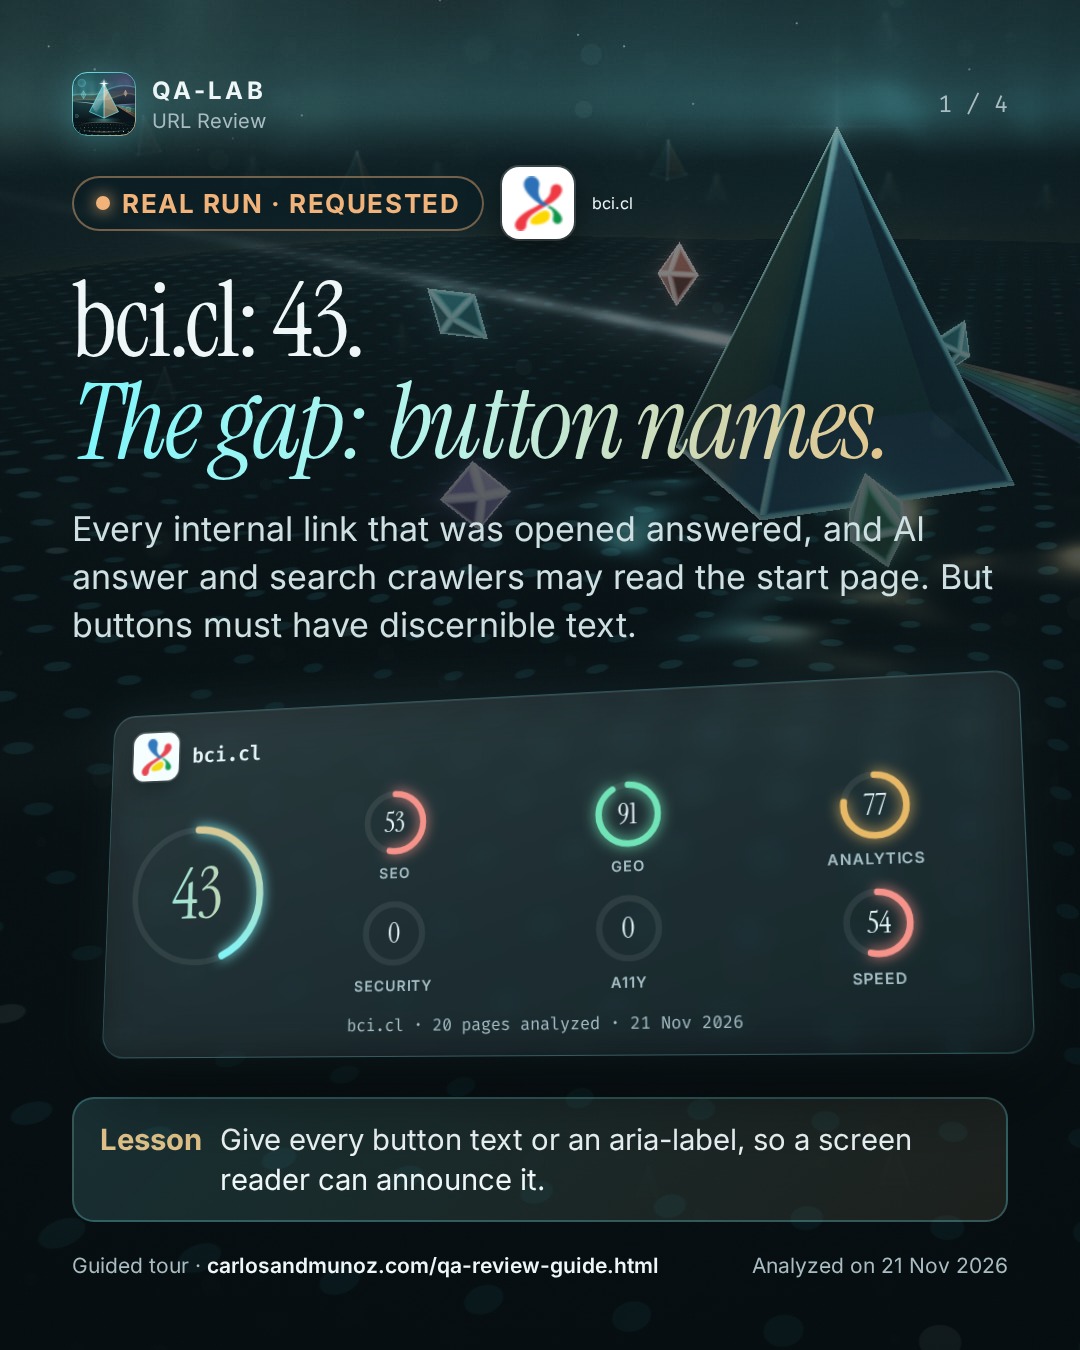 QA-LAB
URL Review
1 / 4
REAL RUN · REQUESTED
bci.cl
bci.cl: 43.
The gap: button names.
Every internal link that was opened answered, and AI
answer and search crawlers may read the start page. But
buttons must have discernible text.
bci.cl
43
53
SEO
91
GEO
77
ANALYTICS
0
SECURITY
0
A11Y
54
SPEED
bci.cl · 20 pages analyzed · 21 Nov 2026
Lesson Give every button text or an aria-label, so a screen
reader can announce it.
Guided tour · carlosandmunoz.com/qa-review-guide.html
Analyzed on 21 Nov 2026